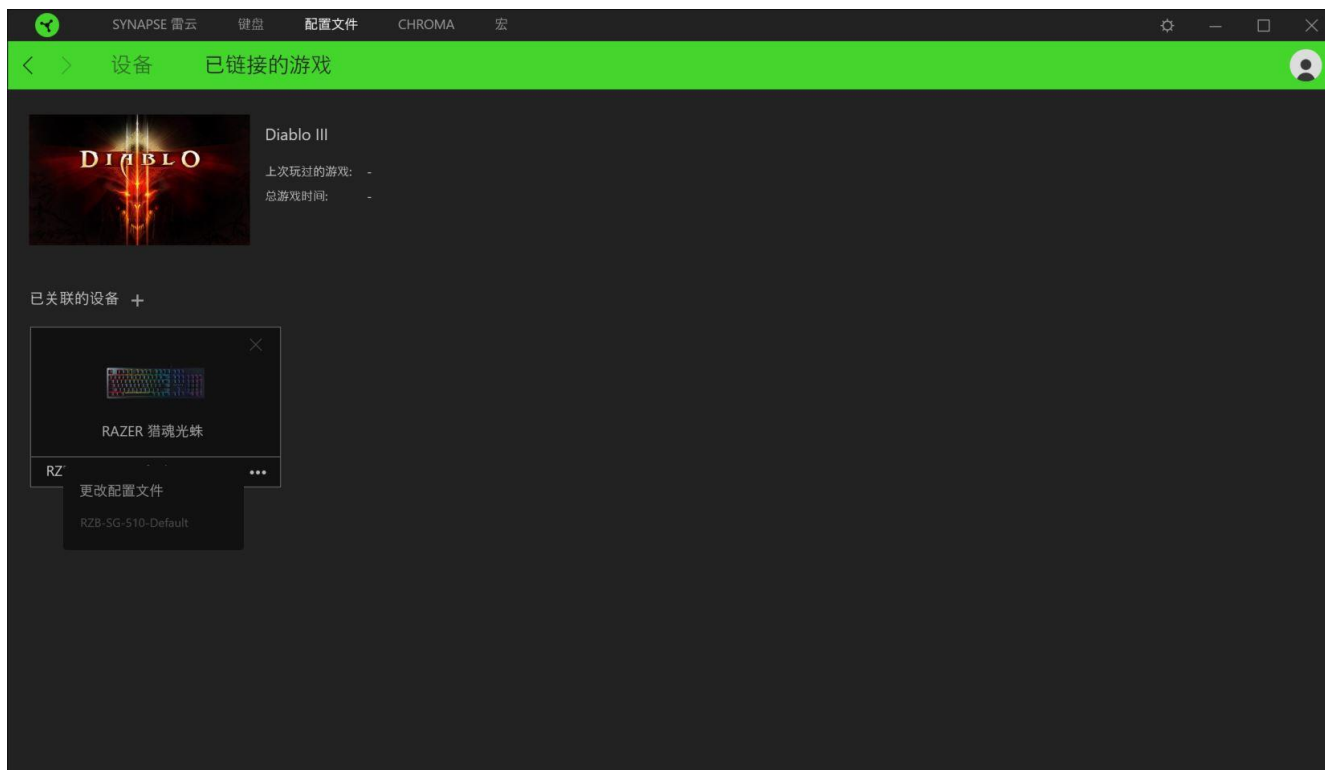 SYNAPSE 雷云 键盘 配置文件 CHROMA 宏
设备 已链接的游戏
DIABLO
Diablo III
上次玩过的游戏: -
总游戏时间: -
已关联的设备 +
RAZER 猎魂光蛛
更改配置文件
RZB-SG-510-Default